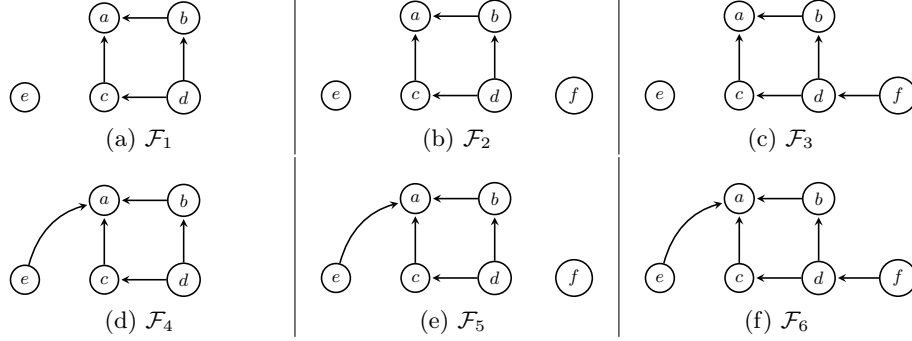 a b a b a b
e c d e c d f e c d f
(a) ℱ₁ (b) ℱ₂ (c) ℱ₃
a b a b a b
e c d e c d f e c d f
(d) ℱ₄ (e) ℱ₅ (f) ℱ₆